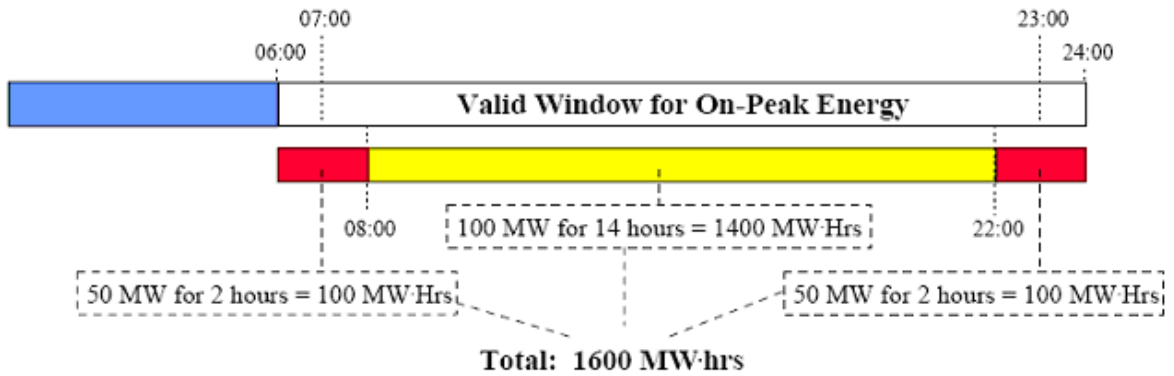 07:00
23:00
06:00
24:00
Valid Window for On-Peak Energy
08:00
100 MW for 14 hours = 1400 MW·Hrs
22:00
50 MW for 2 hours = 100 MW·Hrs
50 MW for 2 hours = 100 MW·Hrs
Total: 1600 MW·hrs